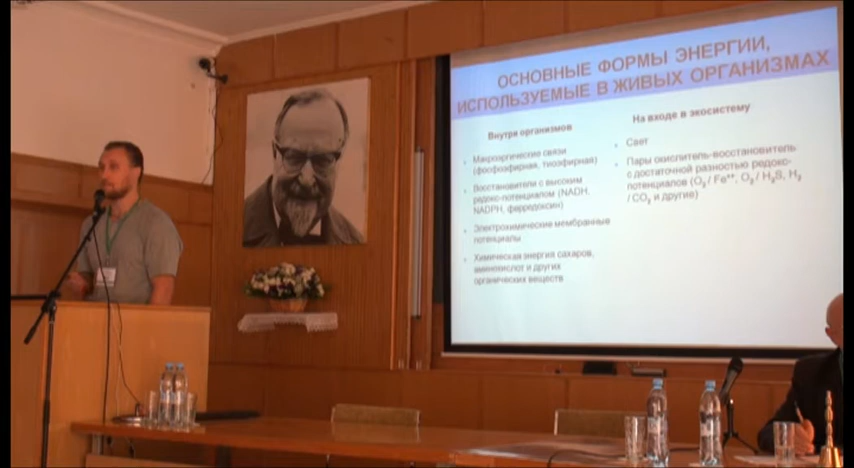 ОСНОВНЫЕ ФОРМЫ ЭНЕРГИИ,
ИСПОЛЬЗУЕМЫЕ В ЖИВЫХ ОРГАНИЗМАХ
Внутри организмов
Макроэргические связи
(фосфоэфирная, тиоэфирная)
Восстановители с высоким
редокс-потенциалом (NADH,
NADPH, ферредоксин)
Электрохимические мембранные
потенциалы
Химическая энергия сахаров,
аминокислот и других
органических веществ
На входе в экосистему
Свет
Пары окислитель-восстановитель
с достаточной разностью редокс-
потенциалов (O₂ / Fe⁺⁺, O₂ / H₂S, H₂
/ CO₂ и другие)